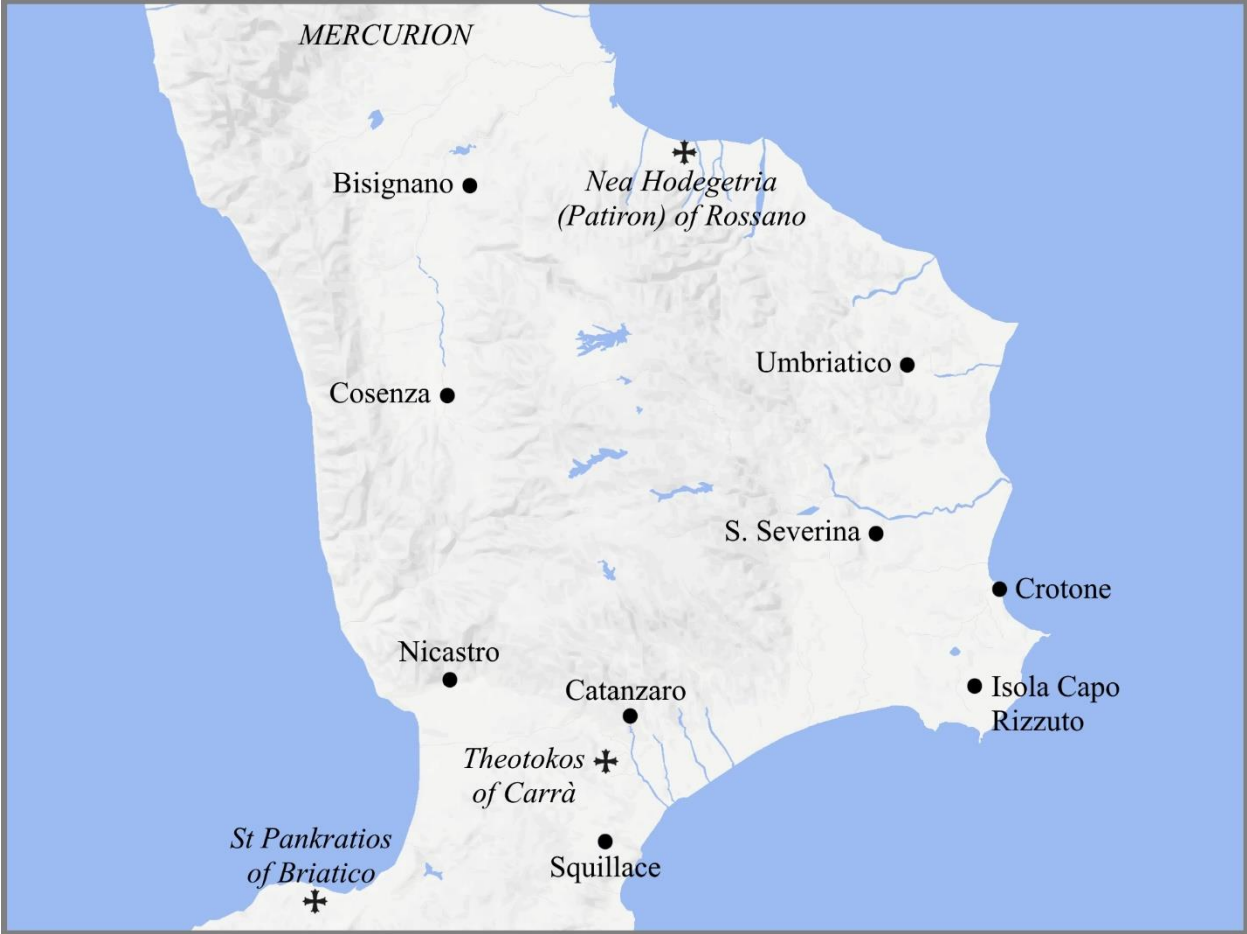 MERCURION
Bisignano
Nea Hodegetria
(Patiron) of Rossano
Umbriatico
Cosenza
S. Severina
Crotone
Nicastro
Catanzaro
Isola Capo
Rizzuto
Theotokos
of Carrà
St Pankratios
of Briatico
Squillace